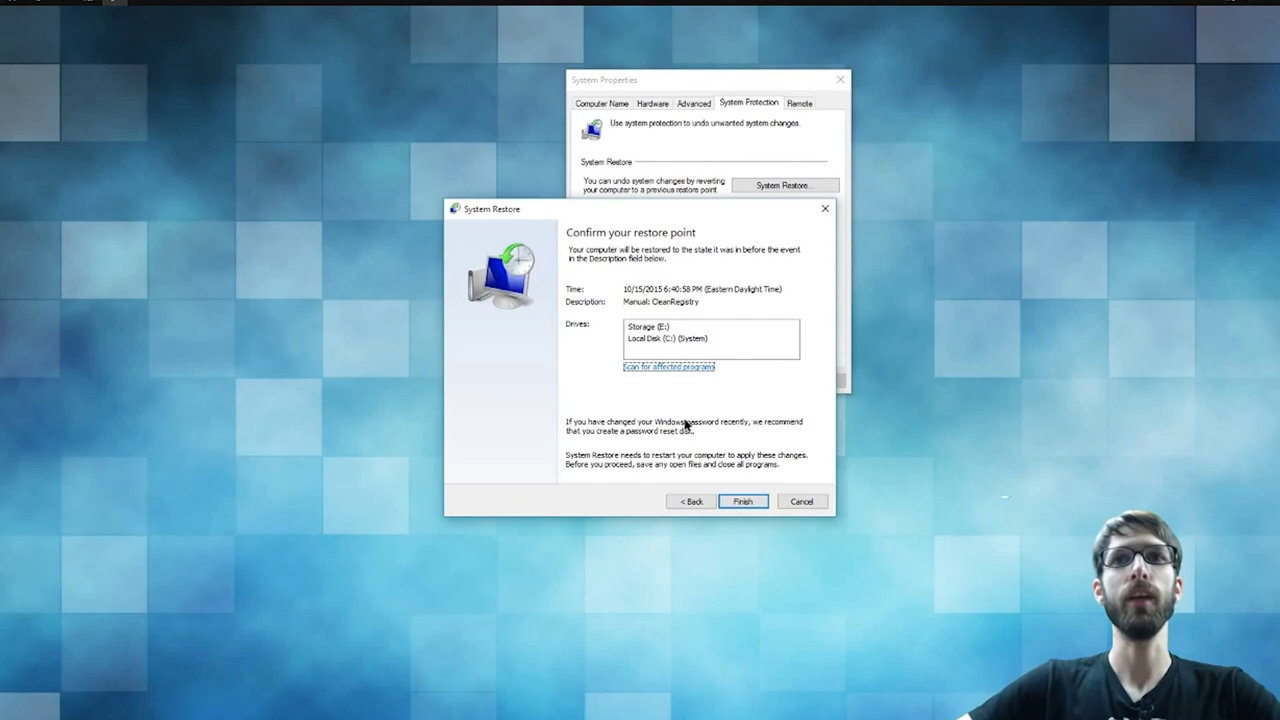 System Properties
Computer Name Hardware Advanced System Protection Remote
Use system protection to undo unwanted system changes.
System Restore
You can undo system changes by reverting
your computer to a previous restore point
System Restore...
System Restore
Confirm your restore point
Your computer will be restored to the state it was in before the event
in the Description field below.
Time: 10/15/2015 6:40:58 PM (Eastern Daylight Time)
Description: Manual: CleanRegistry
Drives: Storage (E:)
Local Disk (C:) (System)
Scan for affected programs
If you have changed your Windows password recently, we recommend
that you create a password reset disk.
System Restore needs to restart your computer to apply these changes.
Before you proceed, save any open files and close all programs.
< Back Finish Cancel